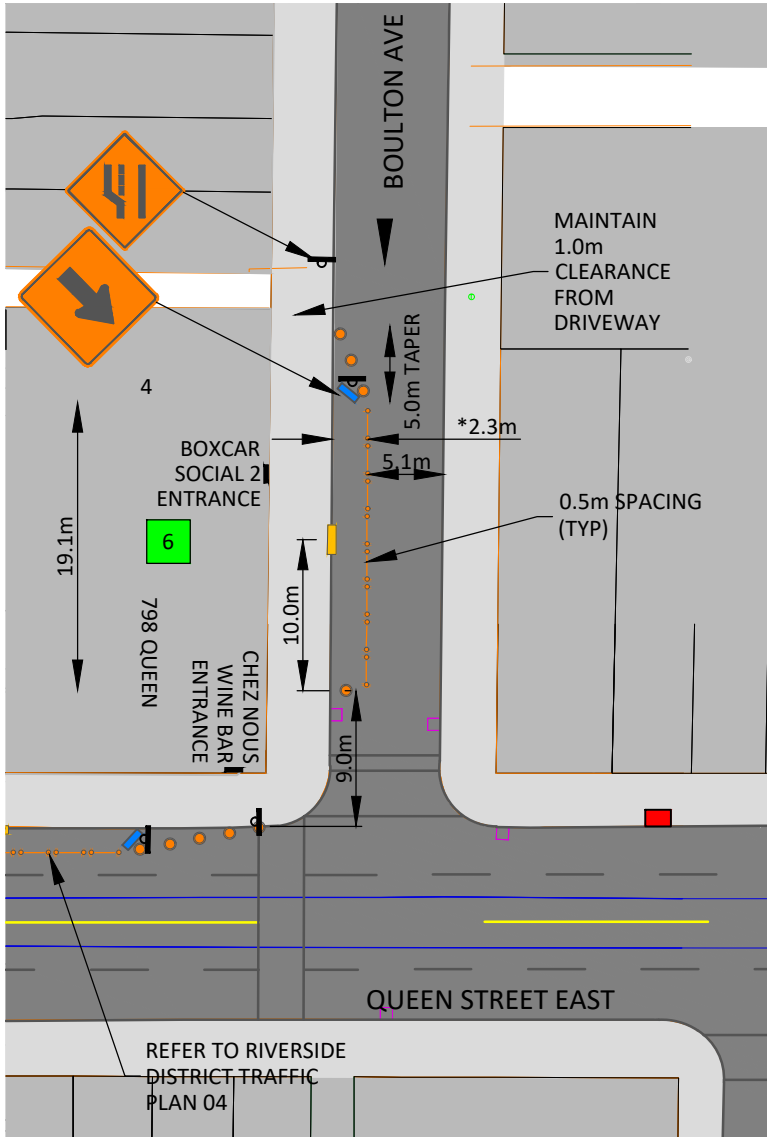 BOULTON AVE
MAINTAIN
1.0m
CLEARANCE
FROM
DRIVEWAY
5.0m TAPER
4
*2.3m
BOXCAR
SOCIAL 2
ENTRANCE
5.1m
0.5m SPACING
(TYP)
19.1m
6
10.0m
798 QUEEN
CHEZ NOUS
WINE BAR
ENTRANCE
9.0m
QUEEN STREET EAST
REFER TO RIVERSIDE
DISTRICT TRAFFIC
PLAN 04